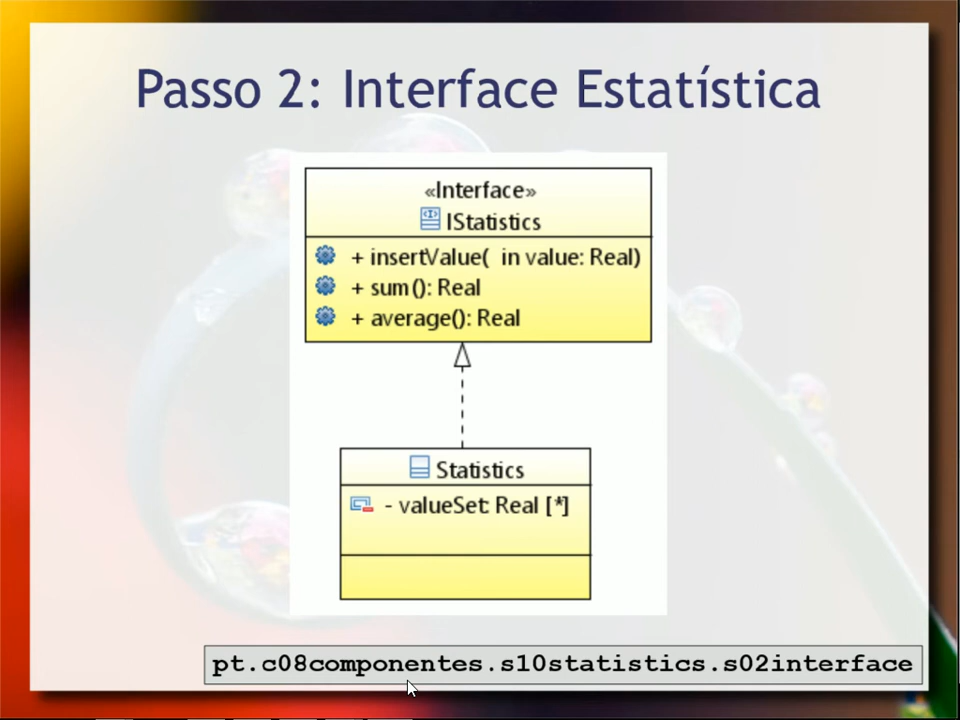 Passo 2: Interface Estatística
«Interface»
IStatistics
+ insertValue( in value: Real)
+ sum(): Real
+ average(): Real
Statistics
- valueSet: Real [*]
pt.c08componentes.s10statistics.s02interface